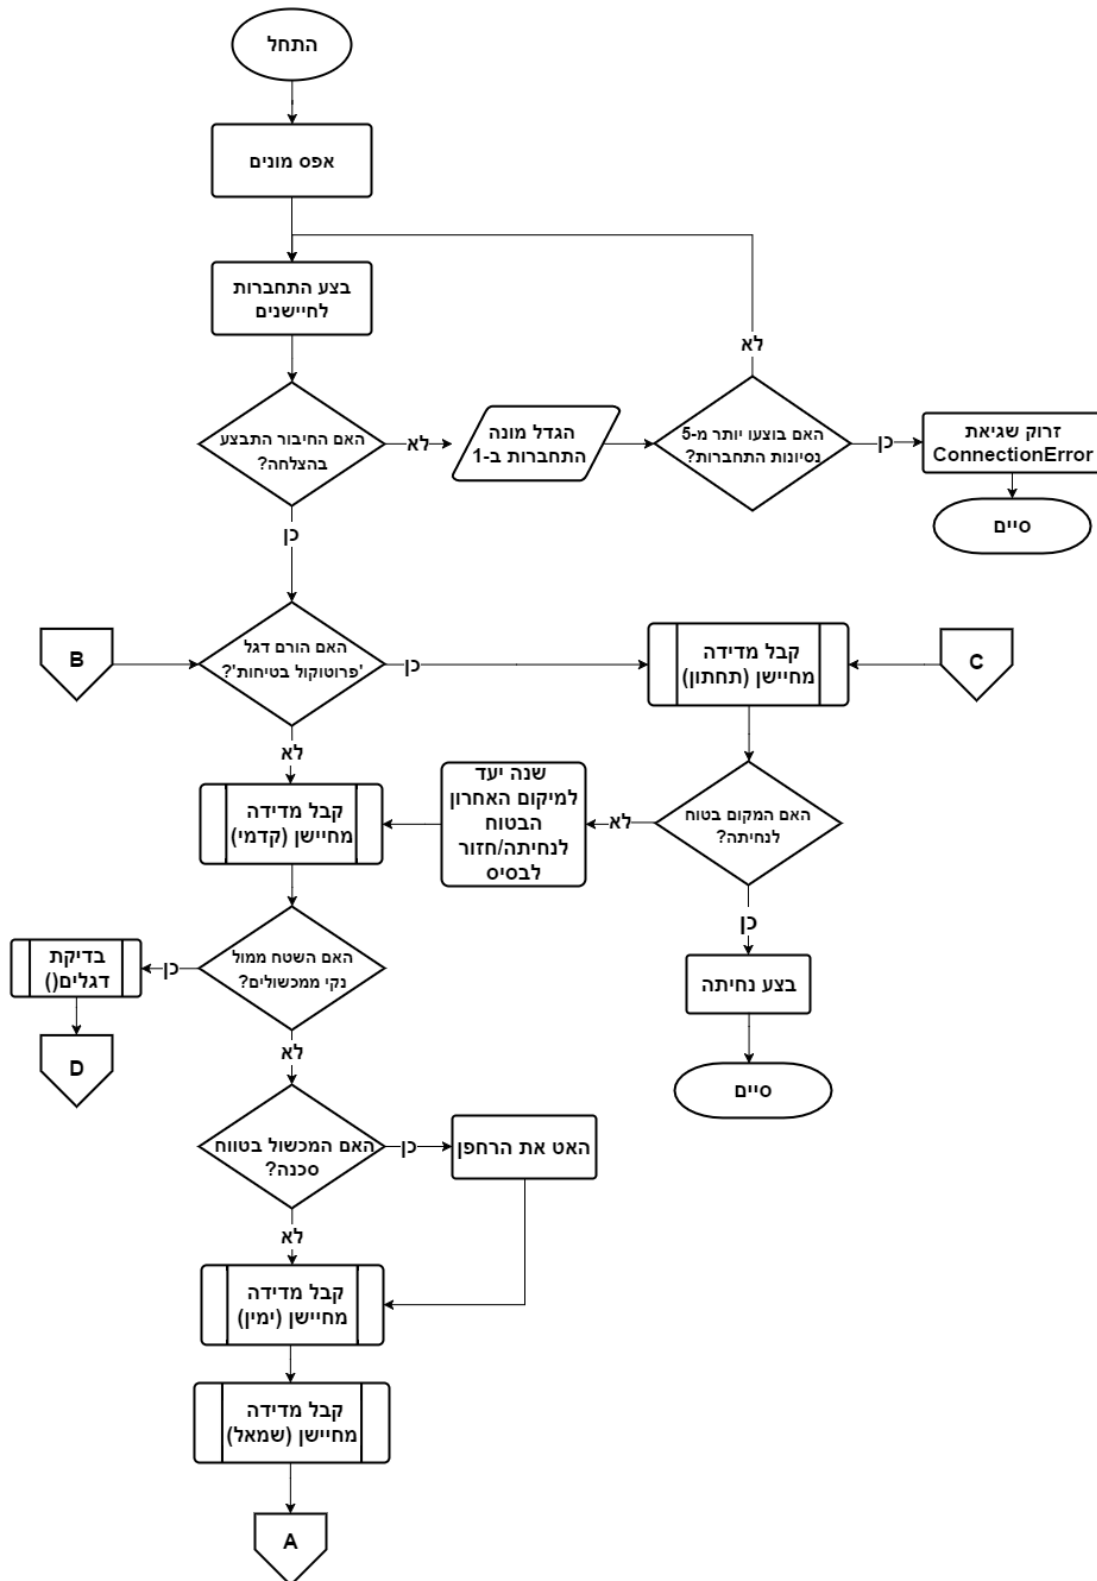 התחל
אפס מונים
בצע התחברות
לחיישנים
לא
האם החיבור התבצע
בהצלחה?
לא
הגדל מונה
התחברות ב-1
האם בוצעו יותר מ-5
נסיונות התחברות?
כן
זרוק שגיאת
ConnectionError
סיים
כן
B
האם הורם דגל
'פרוטוקול בטיחות'?
כן
קבל מדידה
מחיישן (תחתון)
C
לא
קבל מדידה
מחיישן (קדמי)
שנה יעד
למיקום האחרון
הבטוח
לנחיתה/חזור
לבסיס
לא
האם המקום בטוח
לנחיתה?
כן
בצע נחיתה
סיים
בדיקת
דגלים()
כן
האם השטח ממול
נקי ממכשולים?
D
לא
האם המכשול בטווח
סכנה?
כן
האט את הרחפן
לא
קבל מדידה
מחיישן (ימין)
קבל מדידה
מחיישן (שמאל)
A